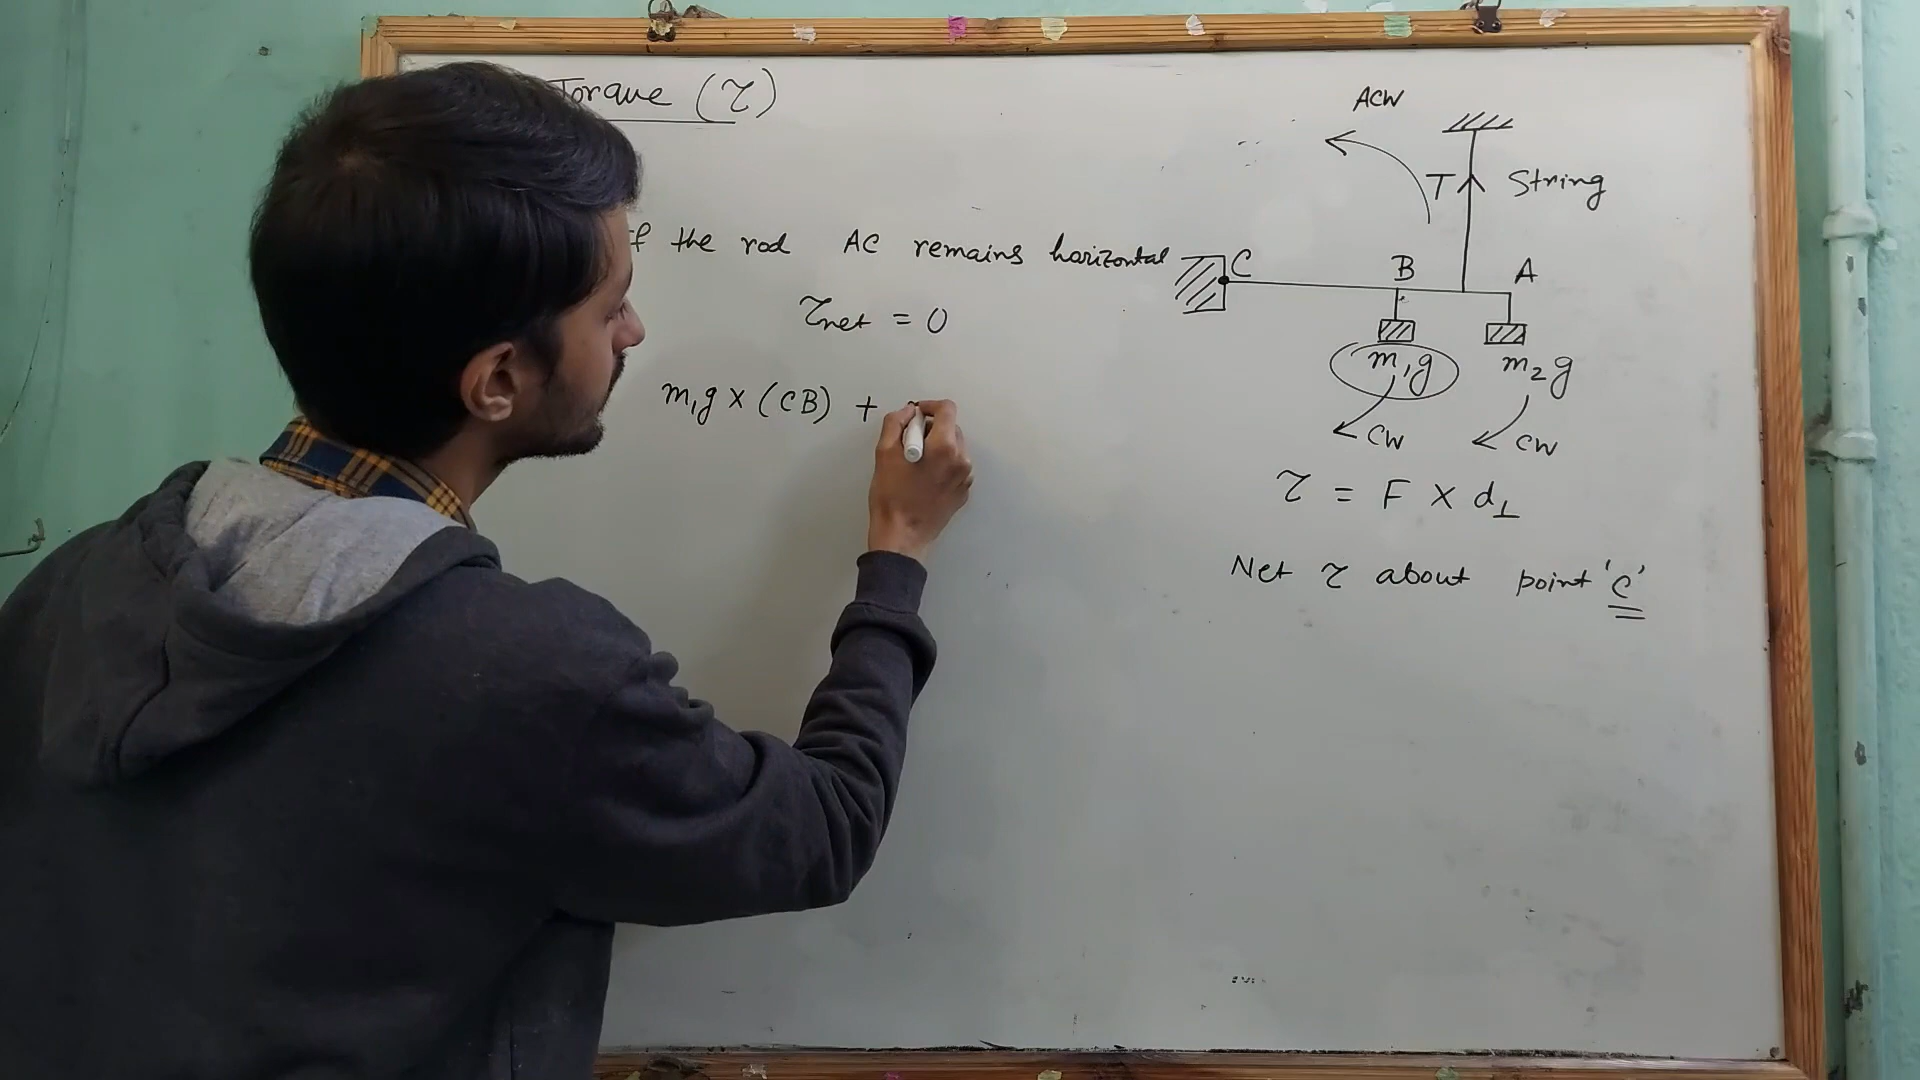 Torque (τ)
If the rod AC remains horizontal
τnet = 0
m₁g × (CB) +
ACW
T String
C B A
m₁g m₂g
CW CW
τ = F × d⊥
Net τ about point 'C'